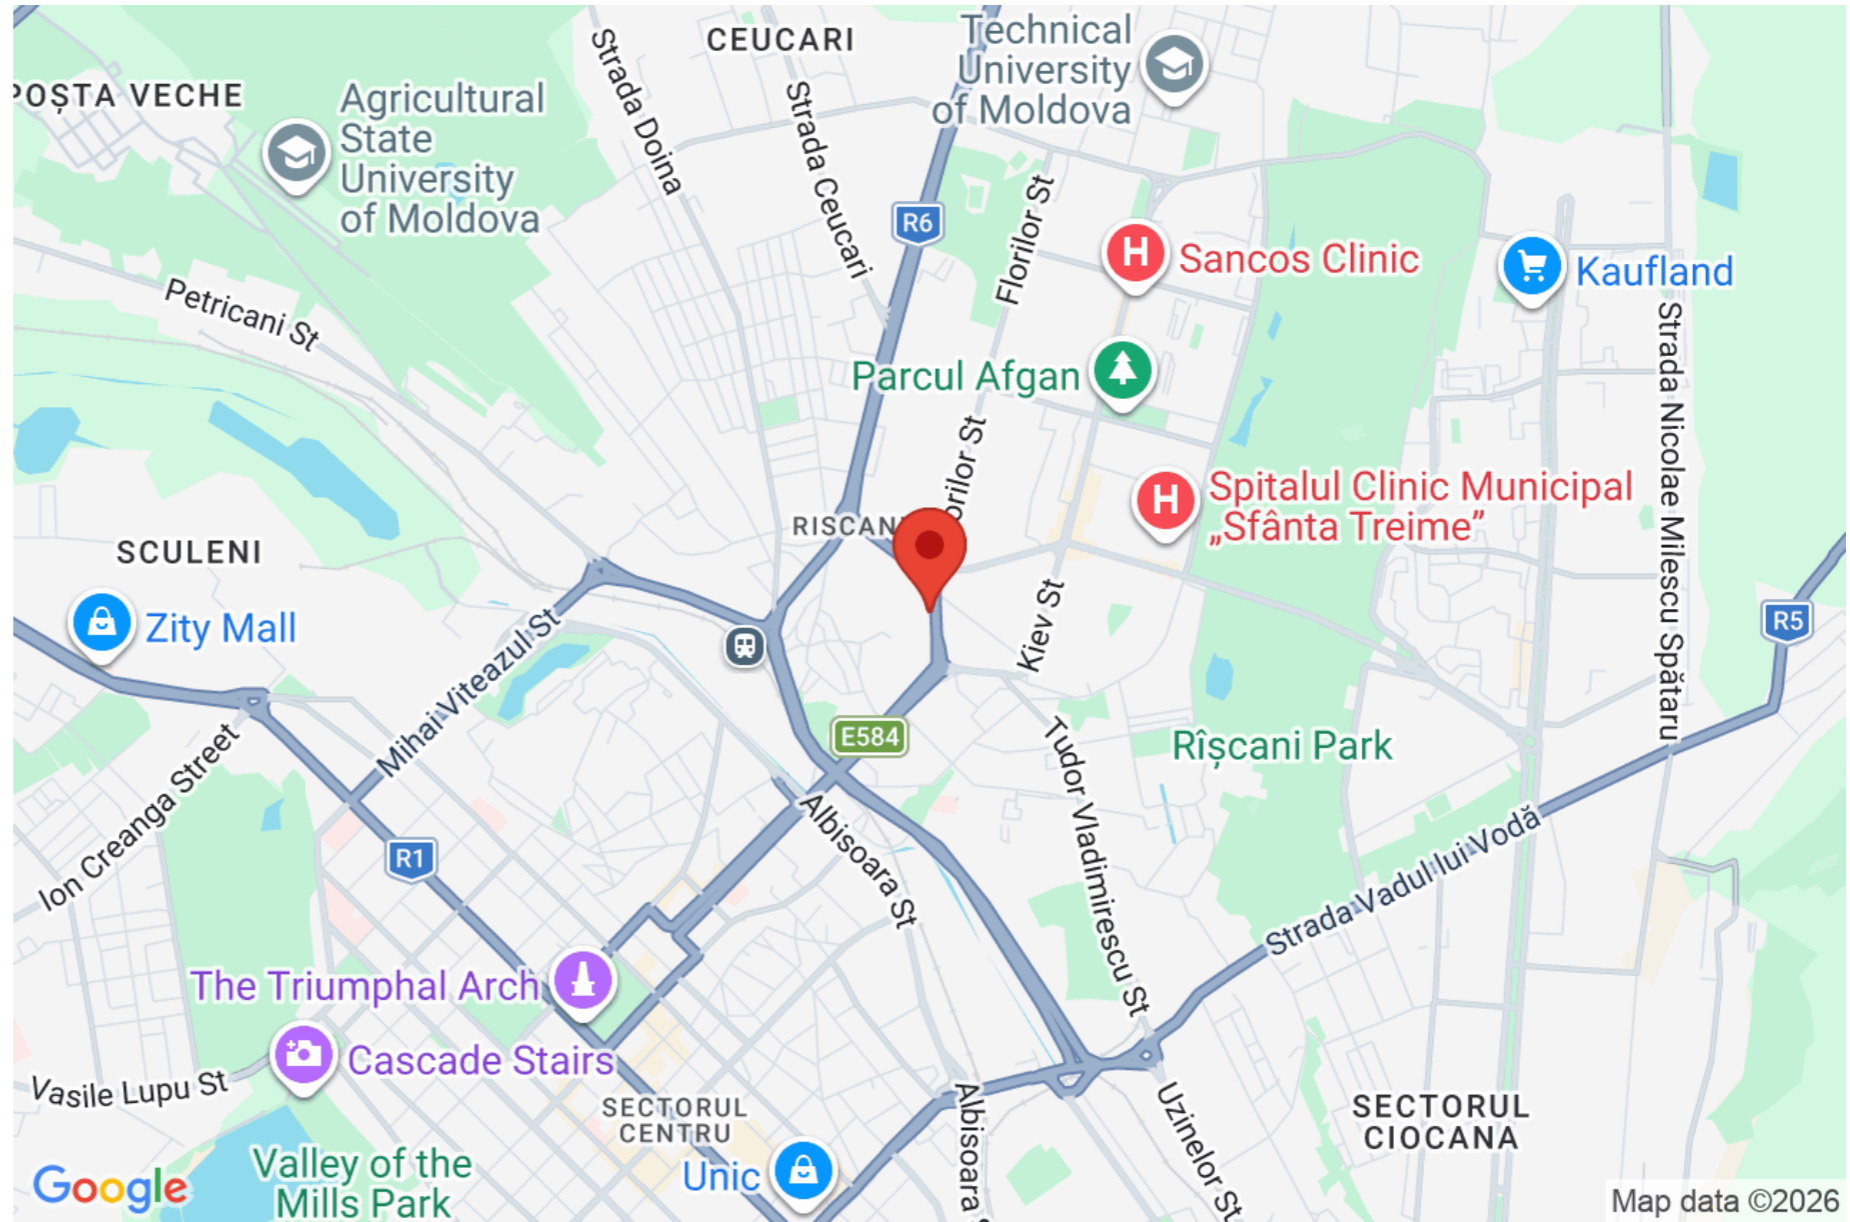 CEUCARI
Technical
University
of Moldova
POȘTA VECHE
Agricultural
State
University
of Moldova
Strada Doina
Strada Ceucari
R6
Florilor St
Sancos Clinic
Kaufland
Petricani St
Strada Nicolae Milescu Spătaru
Parcul Afgan
orilor St
Spitalul Clinic Municipal
„Sfânta Treime”
RISCAN
SCULENI
Zity Mall
Mihai Viteazul St
Kiev St
R5
E584
Rîșcani Park
Ion Creanga Street
Tudor Vladimirescu St
Albisoara St
R1
Strada Vadul lui Vodă
The Triumphal Arch
Cascade Stairs
Vasile Lupu St
SECTORUL
CENTRU
Albisoara S
Uzinelor St
SECTORUL
CIOCANA
Valley of the
Mills Park
Unic
Google
Map data ©2026